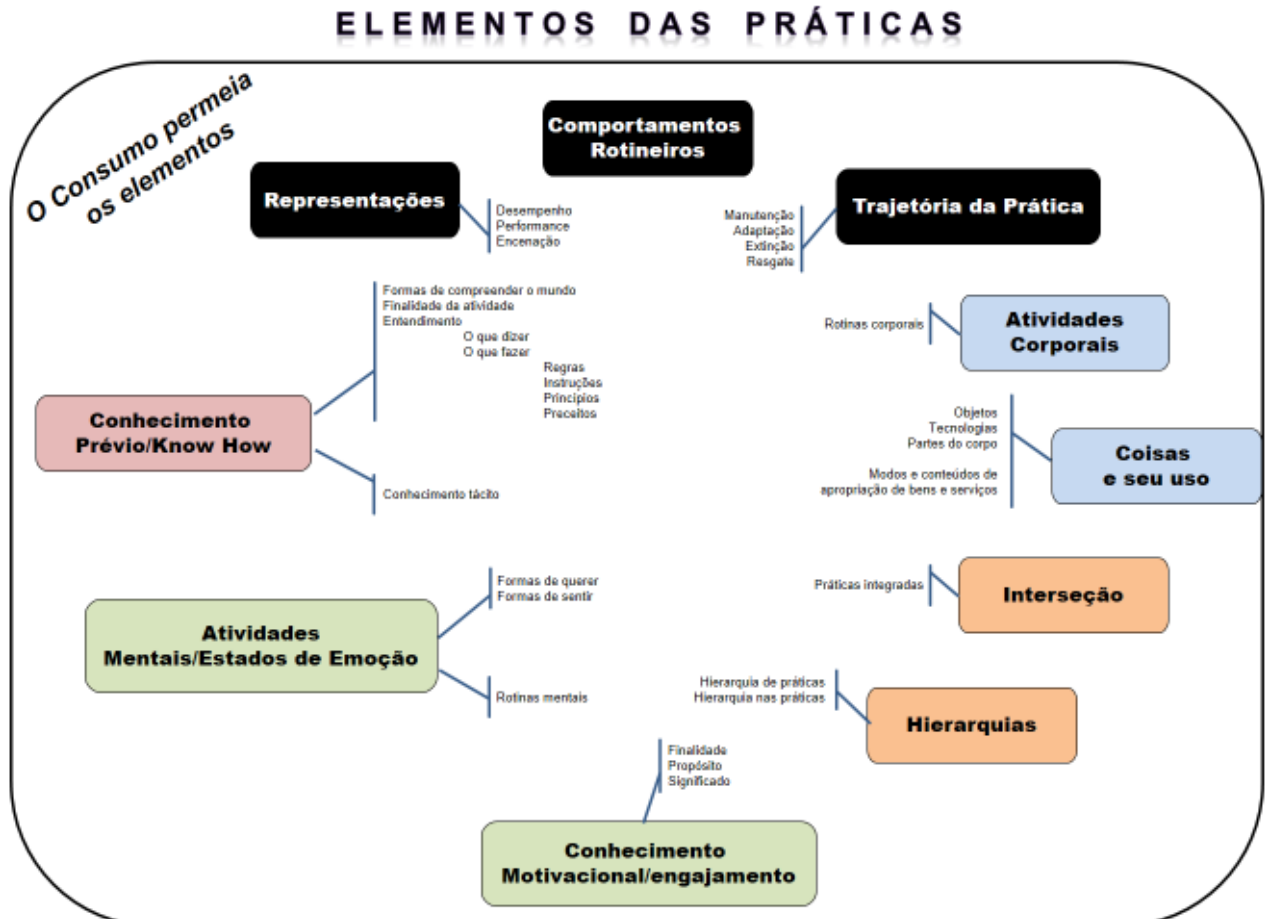 ELEMENTOS DAS PRÁTICAS
O Consumo permeia
os elementos
Comportamentos
Rotineiros
Representações
Desempenho
Performance
Encenação
Trajetória da Prática
Manutenção
Adaptação
Extinção
Resgate
Formas de compreender o mundo
Finalidade da atividade
Entendimento
O que dizer
O que fazer
Regras
Instruções
Princípios
Preceitos
Conhecimento
Prévio/Know How
Conhecimento tácito
Rotinas corporais
Atividades
Corporais
Objetos
Tecnologias
Partes do corpo
Modos e conteúdos de
apropriação de bens e serviços
Coisas
e seu uso
Formas de querer
Formas de sentir
Atividades
Mentais/Estados de Emoção
Rotinas mentais
Práticas integradas
Interseção
Hierarquia de práticas
Hierarquia nas práticas
Hierarquias
Finalidade
Propósito
Significado
Conhecimento
Motivacional/engajamento